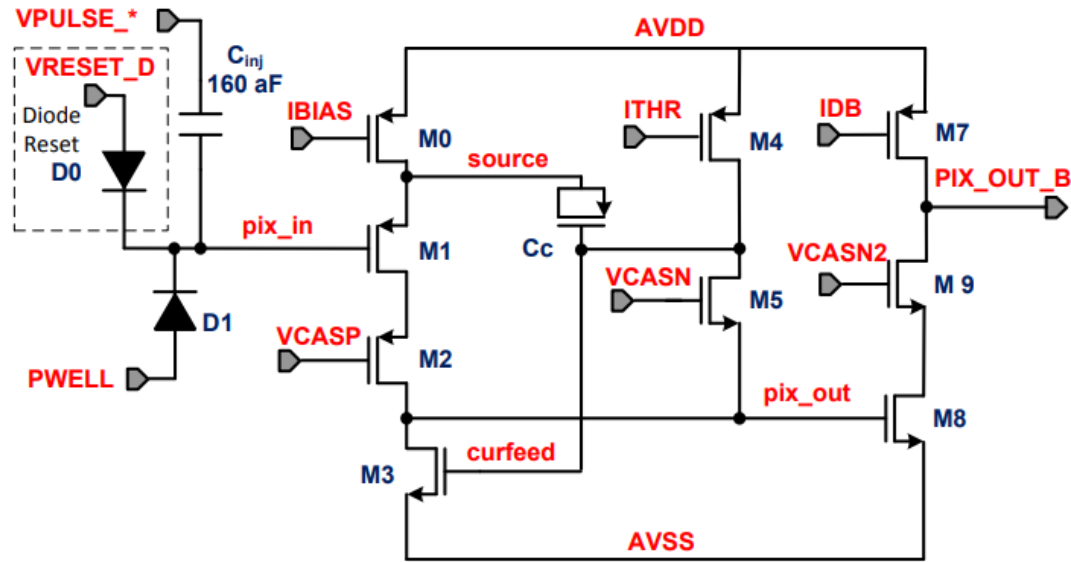 VPULSE_*
AVDD
VRESET_D
Cinj
160 aF
Diode
Reset
D0
IBIAS
M0
ITHR
M4
IDB
M7
source
PIX_OUT_B
pix_in
M1
Cc
VCASN
M5
VCASN2
M 9
D1
VCASP
M2
PWELL
pix_out
M8
curfeed
M3
AVSS